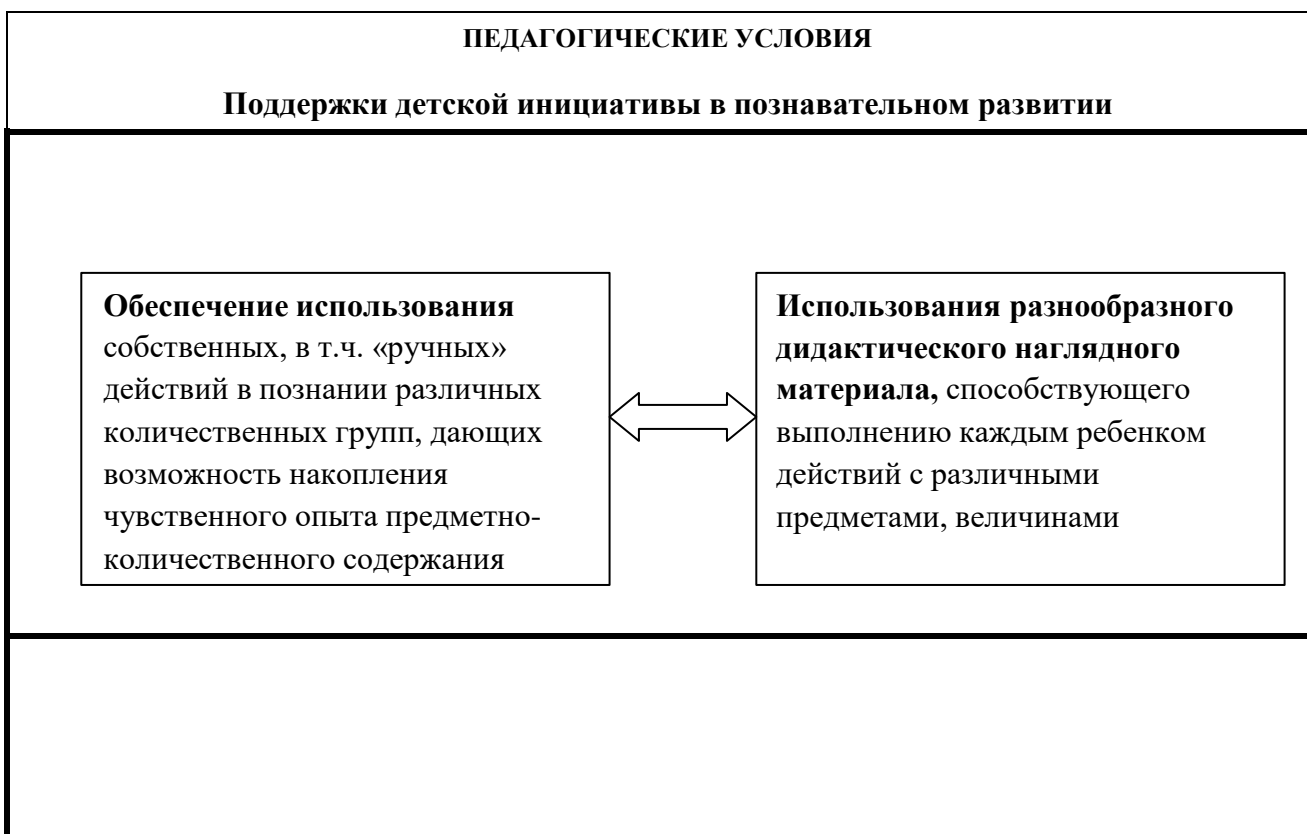 ПЕДАГОГИЧЕСКИЕ УСЛОВИЯ
Поддержки детской инициативы в познавательном развитии
Обеспечение использования
собственных, в т.ч. «ручных»
действий в познании различных
количественных групп, дающих
возможность накопления
чувственного опыта предметно-
количественного содержания
Использования разнообразного
дидактического наглядного
материала, способствующего
выполнению каждым ребенком
действий с различными
предметами, величинами